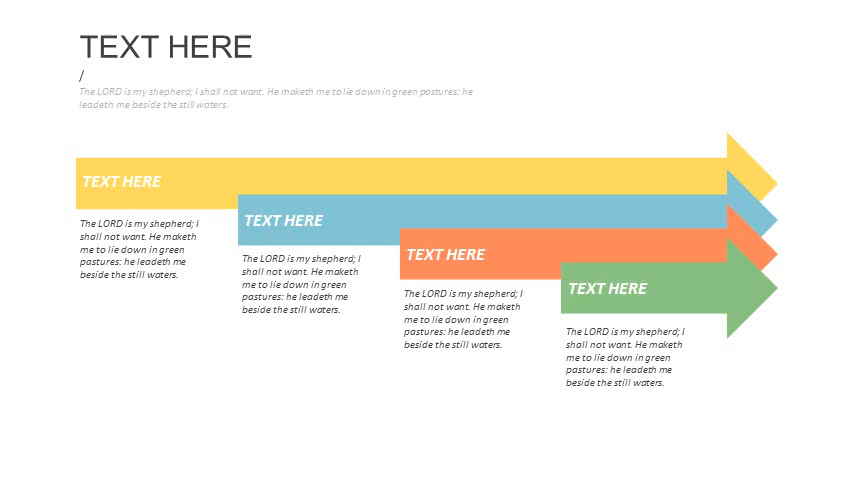 TEXT HERE
/
The LORD is my shepherd; I shall not want. He maketh me to lie down in green pastures: he
leadeth me beside the still waters.
TEXT HERE
The LORD is my shepherd; I
shall not want. He maketh
me to lie down in green
pastures: he leadeth me
beside the still waters.
TEXT HERE
The LORD is my shepherd; I
shall not want. He maketh
me to lie down in green
pastures: he leadeth me
beside the still waters.
TEXT HERE
The LORD is my shepherd; I
shall not want. He maketh
me to lie down in green
pastures: he leadeth me
beside the still waters.
TEXT HERE
The LORD is my shepherd; I
shall not want. He maketh
me to lie down in green
pastures: he leadeth me
beside the still waters.